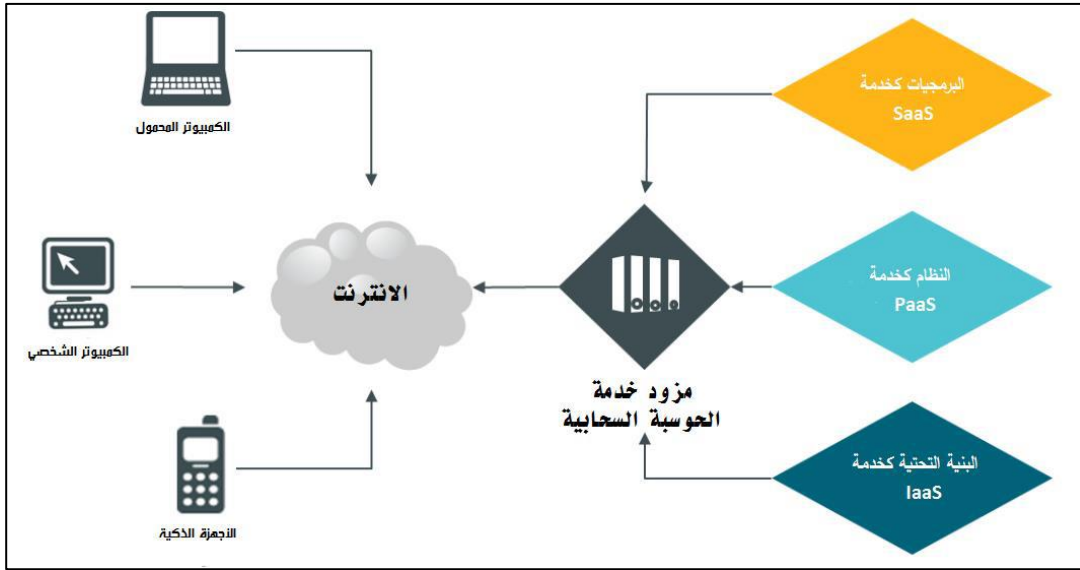 الكمبيوتر المحمول
البرمجيات كخدمة
SaaS
الانترنت
النظام كخدمة
PaaS
الكمبيوتر الشخصي
مزود خدمة
الحوسبة السحابية
البنية التحتية كخدمة
IaaS
الأجهزة الذكية